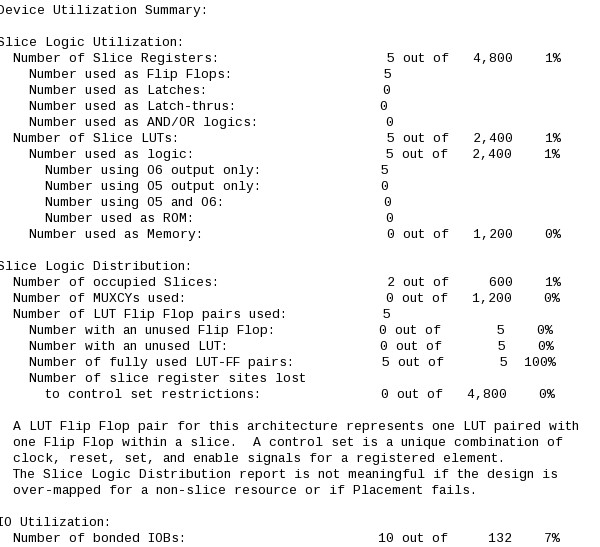 Device Utilization Summary:
Slice Logic Utilization:
Number of Slice Registers: 5 out of 4,800 1%
Number used as Flip Flops: 5
Number used as Latches: 0
Number used as Latch-thrus: 0
Number used as AND/OR logics: 0
Number of Slice LUTs: 5 out of 2,400 1%
Number used as logic: 5 out of 2,400 1%
Number using O6 output only: 5
Number using O5 output only: 0
Number using O5 and O6: 0
Number used as ROM: 0
Number used as Memory: 0 out of 1,200 0%
Slice Logic Distribution:
Number of occupied Slices: 2 out of 600 1%
Number of MUXCYs used: 0 out of 1,200 0%
Number of LUT Flip Flop pairs used: 5
Number with an unused Flip Flop: 0 out of 5 0%
Number with an unused LUT: 0 out of 5 0%
Number of fully used LUT-FF pairs: 5 out of 5 100%
Number of slice register sites lost
to control set restrictions: 0 out of 4,800 0%
A LUT Flip Flop pair for this architecture represents one LUT paired with
one Flip Flop within a slice. A control set is a unique combination of
clock, reset, set, and enable signals for a registered element.
The Slice Logic Distribution report is not meaningful if the design is
over-mapped for a non-slice resource or if Placement fails.
IO Utilization:
Number of bonded IOBs: 10 out of 132 7%